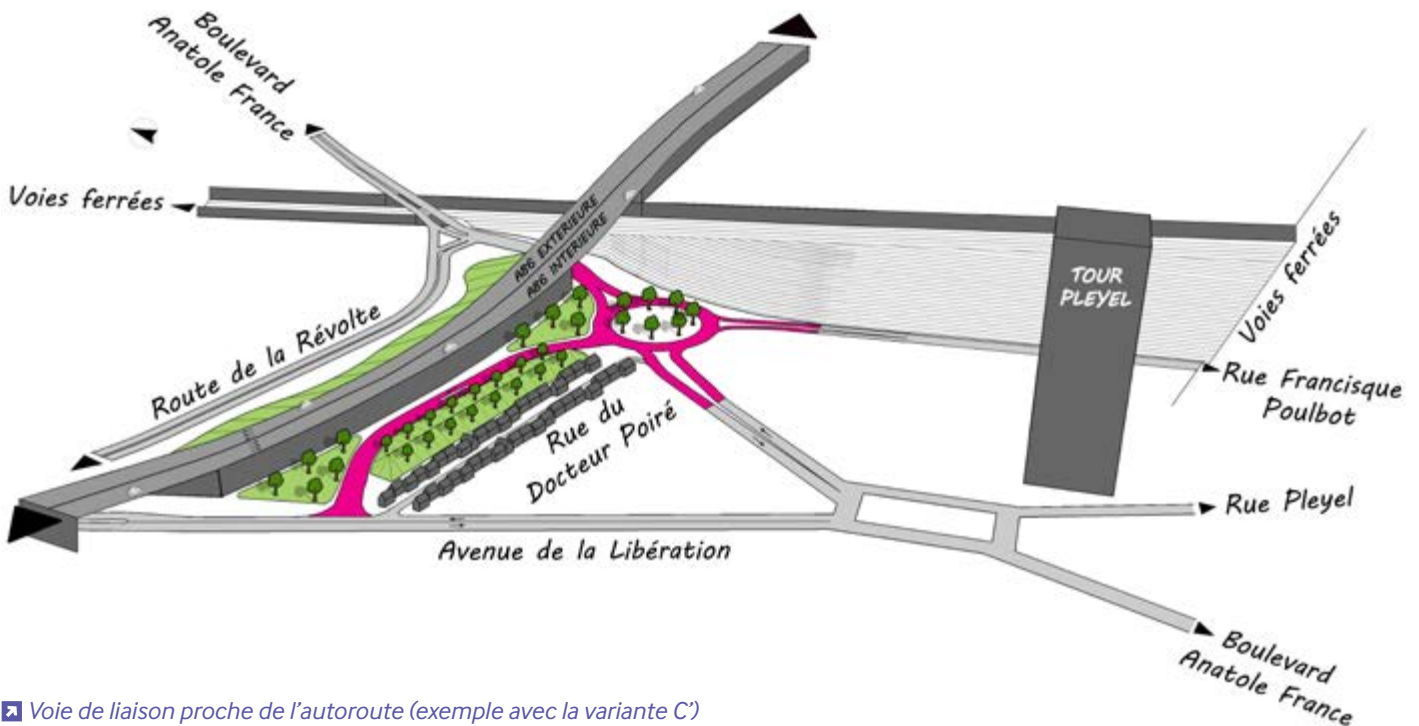 Boulevard
Anatole France
Voies ferrées
A86 EXTERIEURE
A86 INTERIEURE
TOUR
PLEYEL
Voies ferrées
Route de la Révolte
Rue du
Docteur Poiré
Rue Francisque
Poulbot
Rue Pleyel
Avenue de la Libération
Boulevard
Anatole France
Voie de liaison proche de l'autoroute (exemple avec la variante C')